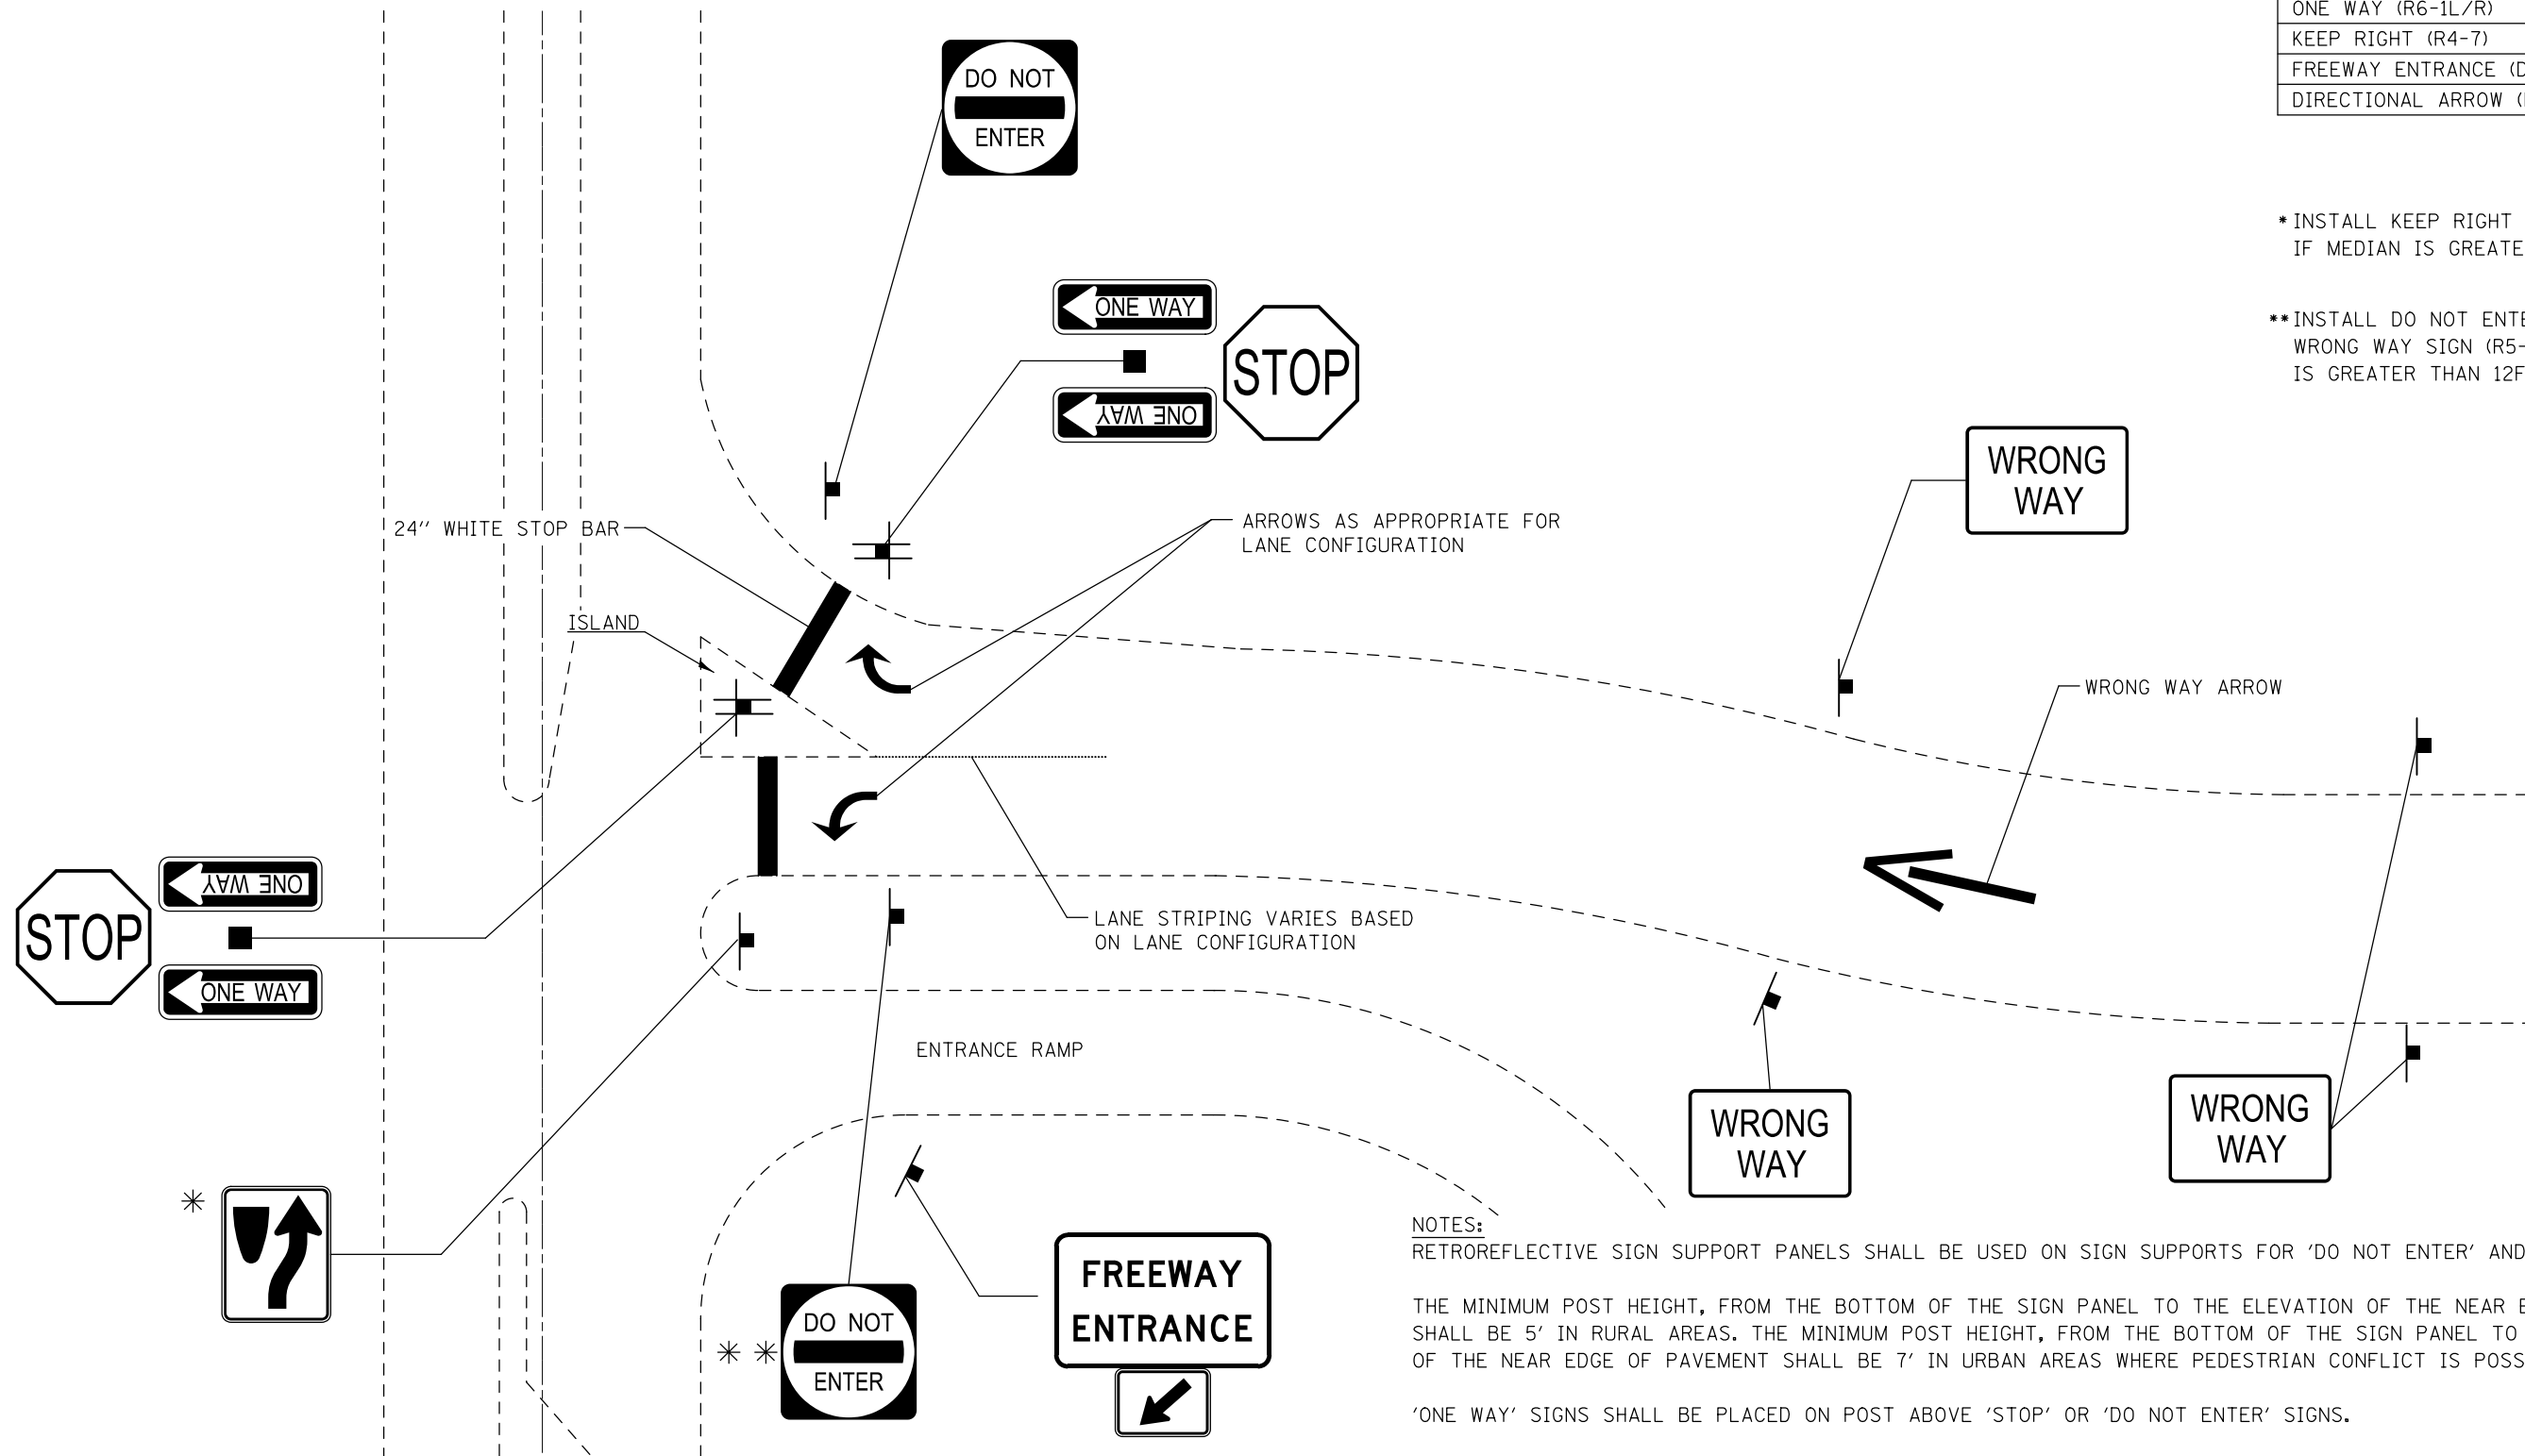 ONE WAY (R6-1L/R)
KEEP RIGHT (R4-7)
FREEWAY ENTRANCE
DIRECTIONAL ARROW
DO NOT
ENTER
* INSTALL KEEP RIGHT
IF MEDIAN IS
ONE WAY
STOP
ONE WAY
** INSTALL DO NOT
WRONG WAY SIGN
IS GREATER THAN
WRONG
WAY
24'' WHITE STOP BAR
ARROWS AS APPROPRIATE FOR
LANE CONFIGURATION
ISLAND
WRONG WAY ARROW
ONE WAY
STOP
ONE WAY
LANE STRIPING VARIES BASED
ON LANE CONFIGURATION
ENTRANCE RAMP
WRONG
WAY
WRONG
WAY
*
* *
DO NOT
ENTER
FREEWAY
ENTRANCE
NOTES:
RETROREFLECTIVE SIGN SUPPORT PANELS SHALL BE USED ON SIGN SUPPORTS FOR 'DO NOT ENTER' AND
THE MINIMUM POST HEIGHT, FROM THE BOTTOM OF THE SIGN PANEL TO THE ELEVATION OF THE NEAR
SHALL BE 5' IN RURAL AREAS. THE MINIMUM POST HEIGHT, FROM THE BOTTOM OF THE SIGN PANEL TO
OF THE NEAR EDGE OF PAVEMENT SHALL BE 7' IN URBAN AREAS WHERE PEDESTRIAN CONFLICT IS
'ONE WAY' SIGNS SHALL BE PLACED ON POST ABOVE 'STOP' OR 'DO NOT ENTER' SIGNS.